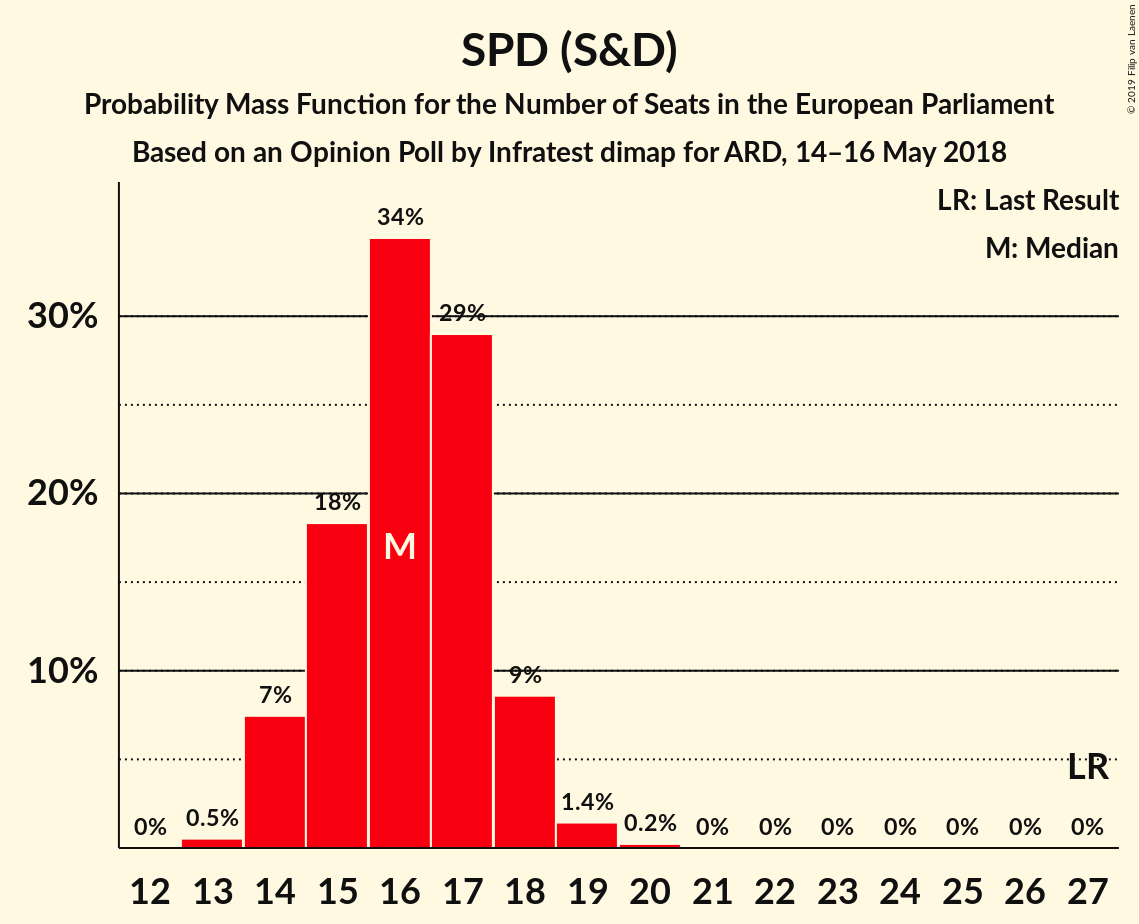 SPD (S&D)
Probability Mass Function for the Number of Seats in the European Parliament
Based on an Opinion Poll by Infratest dimap for ARD, 14–16 May 2018
© 2019 Filip van Laenen
LR: Last Result
M: Median
34%
30%
29%
20%
18%
M
10%
9%
7%
LR
0% 0.5% 1.4% 0.2% 0% 0% 0% 0% 0% 0% 0%
12 13 14 15 16 17 18 19 20 21 22 23 24 25 26 27